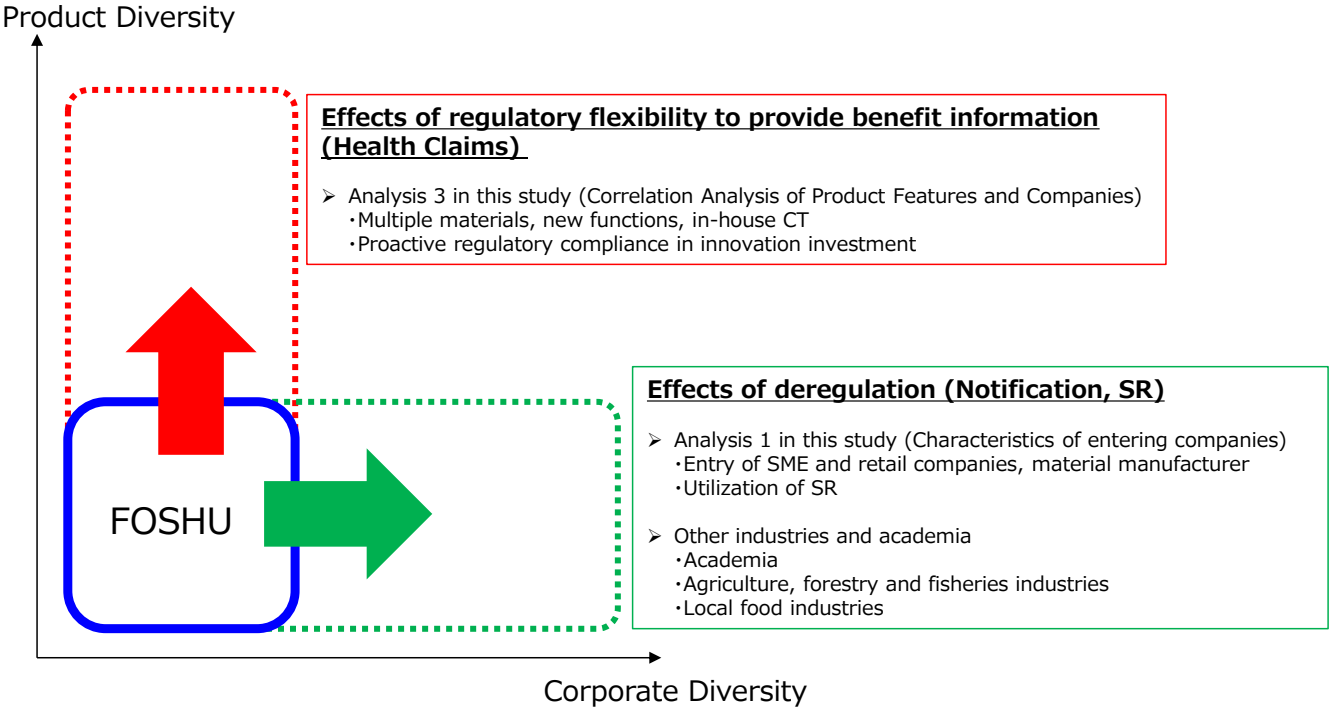 Product Diversity
Effects of regulatory flexibility to provide benefit information
(Health Claims)
➢ Analysis 3 in this study (Correlation Analysis of Product Features and Companies)
・Multiple materials, new functions, in-house CT
・Proactive regulatory compliance in innovation investment
Effects of deregulation (Notification, SR)
➢ Analysis 1 in this study (Characteristics of entering companies)
・Entry of SME and retail companies, material manufacturer
・Utilization of SR
➢ Other industries and academia
・Academia
・Agriculture, forestry and fisheries industries
・Local food industries
FOSHU
Corporate Diversity